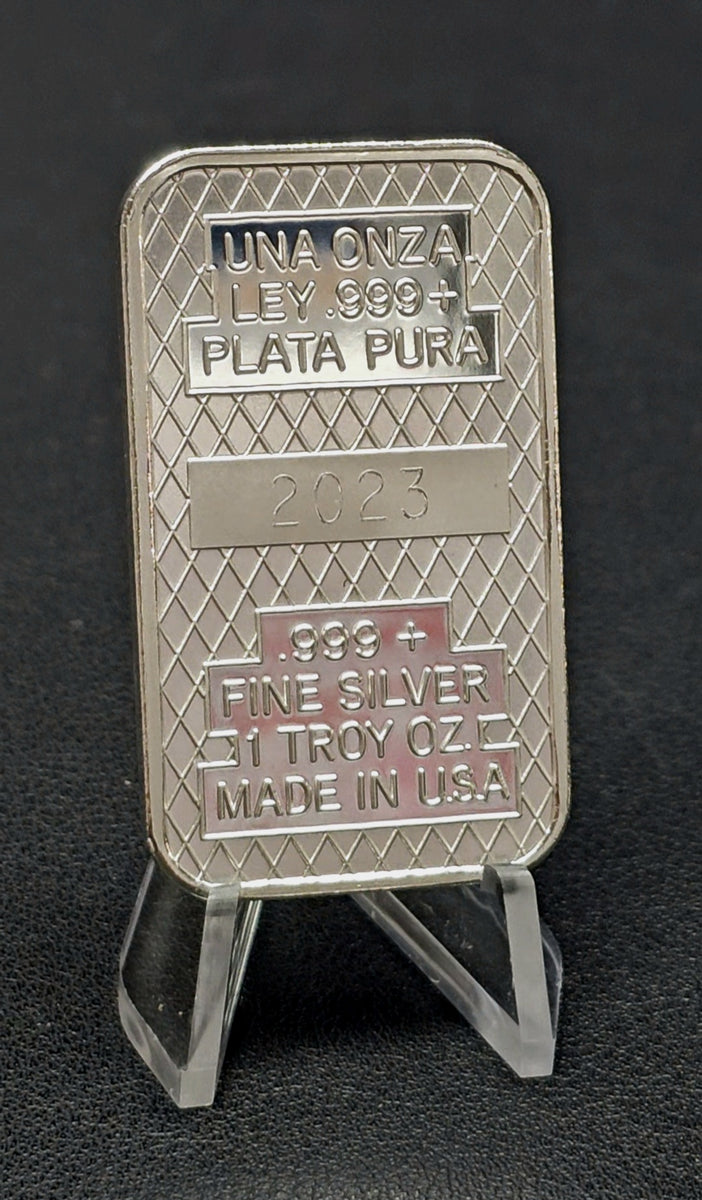 UNA ONZA
LEY .999+
PLATA PURA
2023
.999 +
FINE SILVER
1 TROY OZ.
MADE IN U.S.A